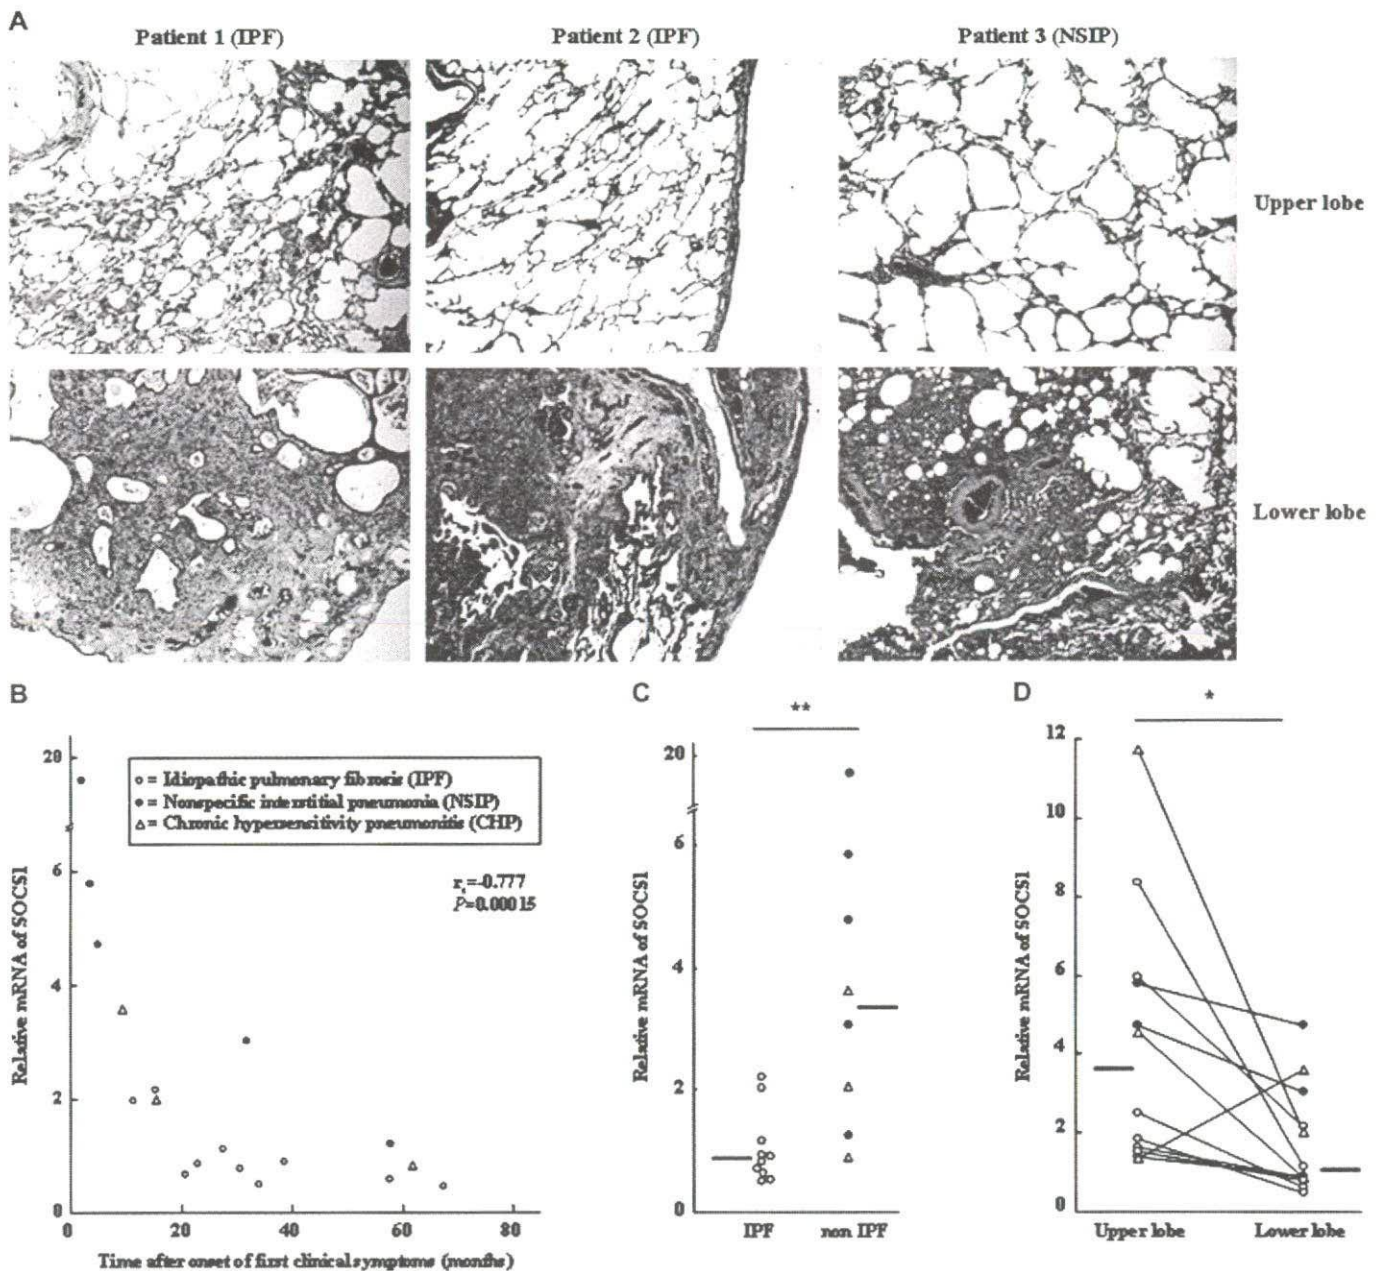 A
Patient 1 (IPF)
Patient 2 (IPF)
Patient 3 (NSIP)
Upper lobe
Lower lobe
B
Relative mRNA of SOCS1
20
6
4
2
0
○ = Idiopathic pulmonary fibrosis (IPF)
● = Nonspecific interstitial pneumonia (NSIP)
△ = Chronic hypersensitivity pneumonitis (CHP)
rs=-0.777
P=0.00015
0 20 40 60 80
Time after onset of first clinical symptoms (months)
C
**
Relative mRNA of SOCS1
20
6
4
2
0
IPF
non IPF
D
*
Relative mRNA of SOCS1
12
10
8
6
4
2
0
Upper lobe
Lower lobe